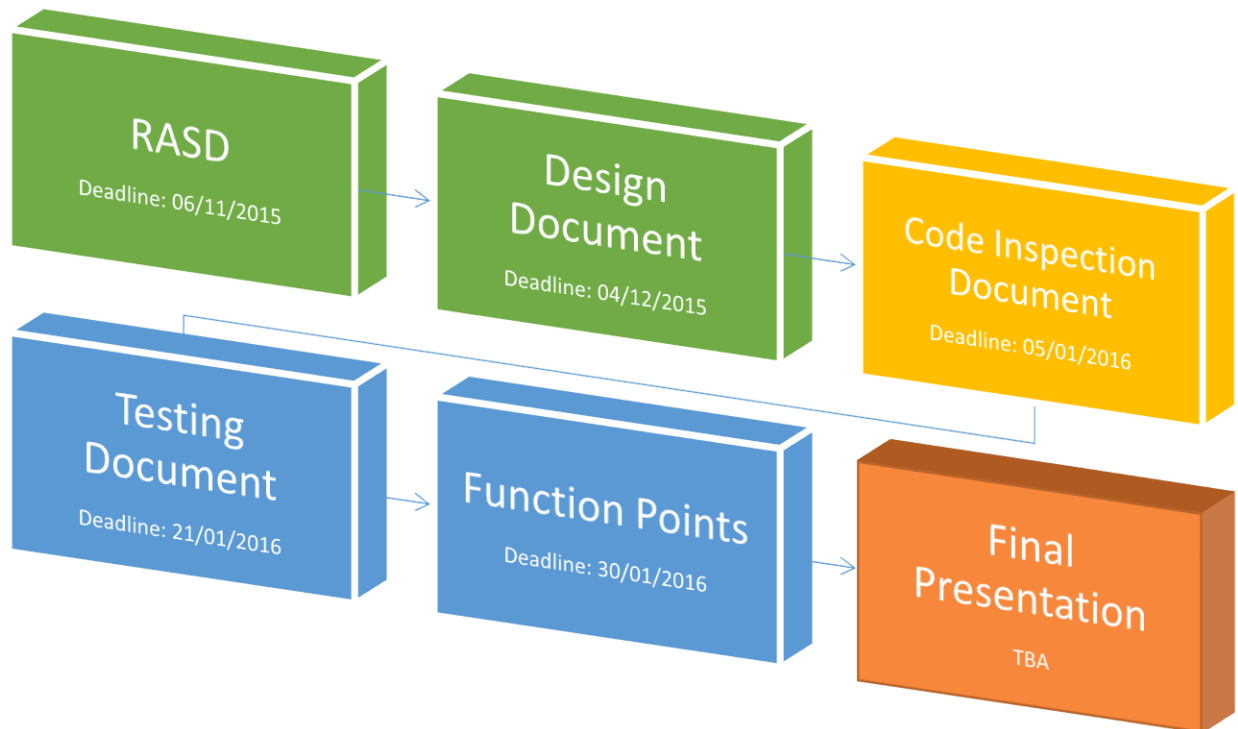 RASD
Deadline: 06/11/2015
Design
Document
Deadline: 04/12/2015
Code Inspection
Document
Deadline: 05/01/2016
Testing
Document
Deadline: 21/01/2016
Function Points
Deadline: 30/01/2016
Final
Presentation
TBA